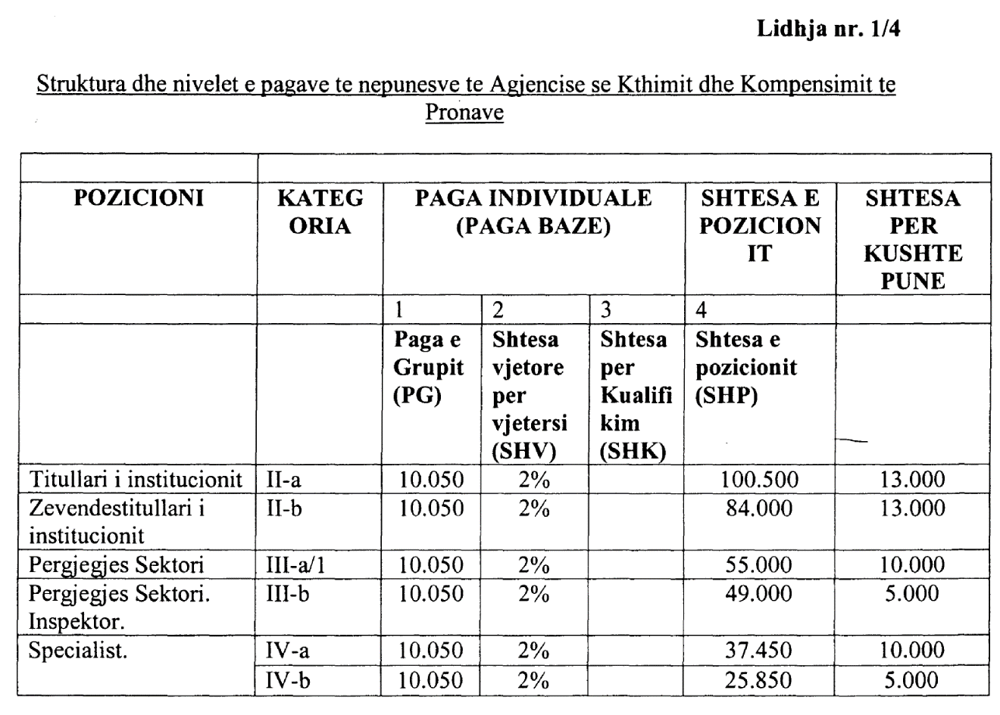 Lidhja nr. 1/4
Struktura dhe nivelet e pagave te nepunesve te Agjencise se Kthimit dhe Kompensimit te
Pronave
POZICIONI KATEG PAGA INDIVIDUALE SHTESA E SHTESA
ORIA (PAGA BAZE) POZICION PER
IT KUSHTE
PUNE
1 2 3 4
Paga e Shtesa Shtesa Shtesa e
Grupit vjetore per pozicionit
(PG) per Kualifi (SHP)
vjetersi kim
(SHV) (SHK)
Titullari i institucionit II-a 10.050 2% 100.500 13.000
Zevendestitullari i II-b 10.050 2% 84.000 13.000
institucionit
Pergjegjes Sektori III-a/1 10.050 2% 55.000 10.000
Pergjegjes Sektori. III-b 10.050 2% 49.000 5.000
Inspektor.
Specialist. IV-a 10.050 2% 37.450 10.000
IV-b 10.050 2% 25.850 5.000